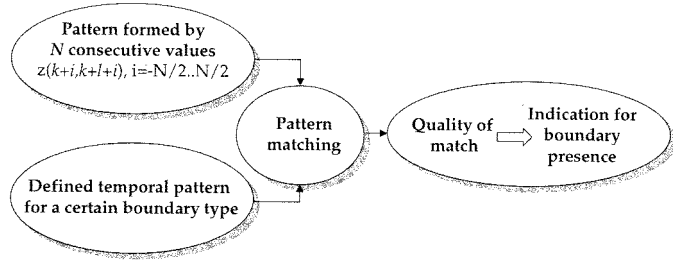 Pattern formed by
N consecutive values
z(k+i,k+l+i), i=-N/2..N/2
Pattern
matching
Quality of
match
Indication for
boundary
presence
Defined temporal pattern
for a certain boundary type